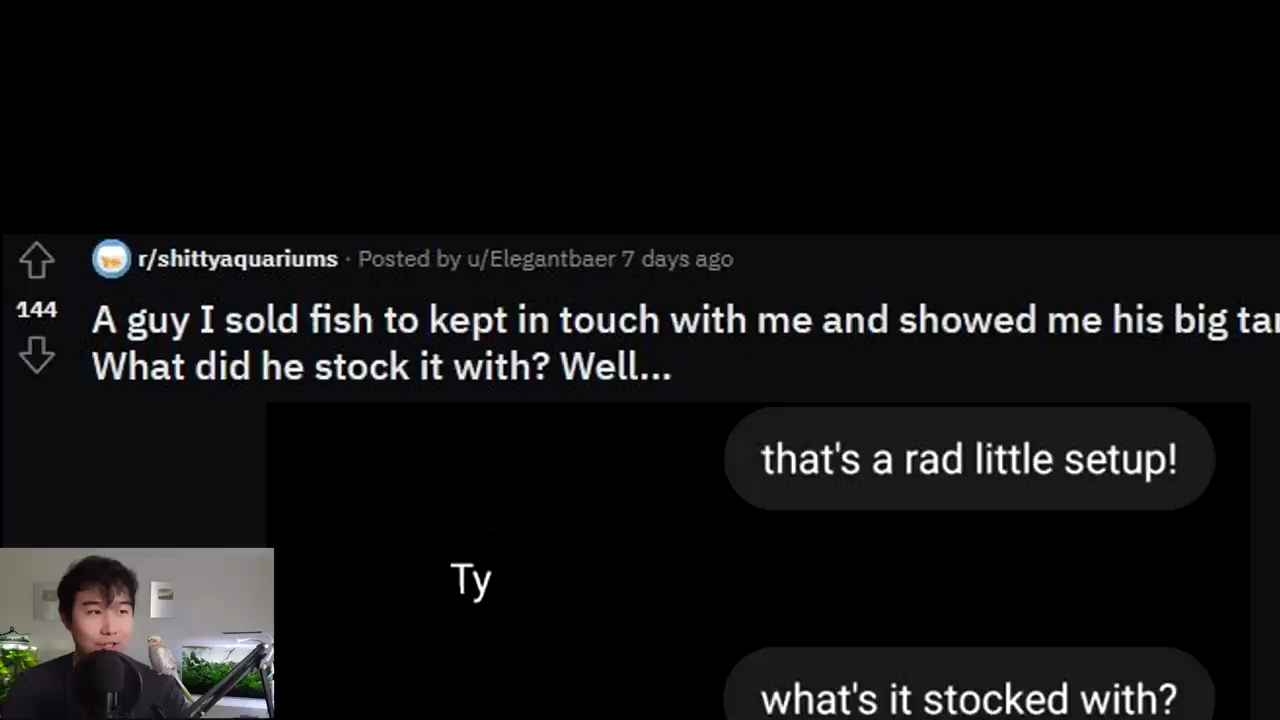 r/shittyaquariums · Posted by u/Elegantbaer 7 days ago
144
A guy I sold fish to kept in touch with me and showed me his big
What did he stock it with? Well...
that's a rad little setup!
Ty
what's it stocked with?